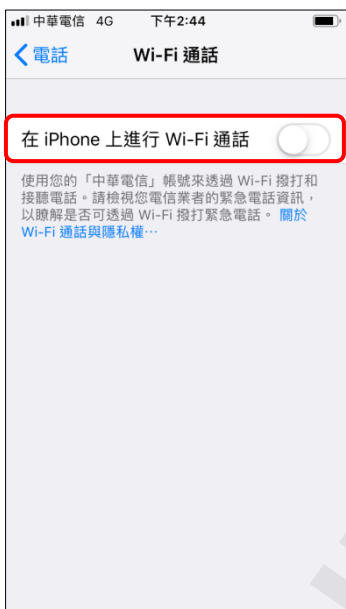 中華電信 4G 下午2:44
電話 Wi-Fi 通話
在 iPhone 上進行 Wi-Fi 通話
使用您的「中華電信」帳號來透過 Wi-Fi 撥打和
接聽電話。請檢視您電信業者的緊急電話資訊，
以瞭解是否可透過 Wi-Fi 撥打緊急電話。關於
Wi-Fi 通話與隱私權⋯